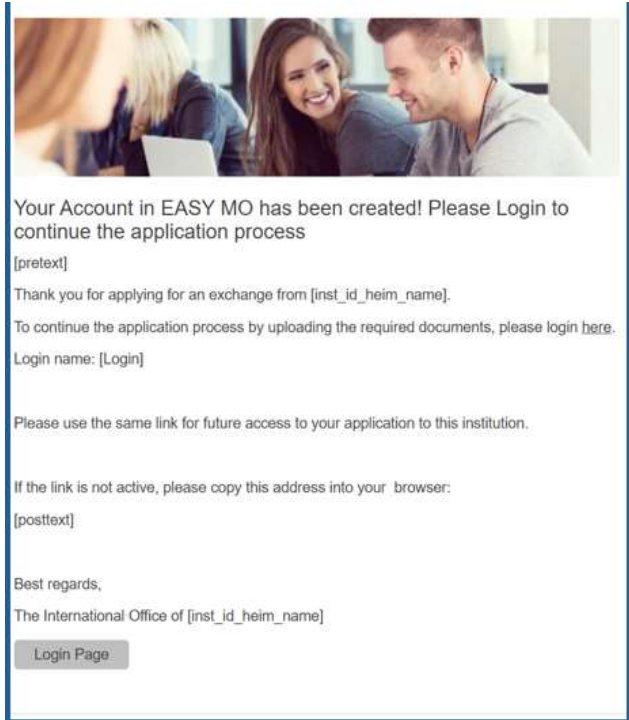 Your Account in EASY MO has been created! Please Login to
continue the application process
[pretext]
Thank you for applying for an exchange from [inst_id_heim_name].
To continue the application process by uploading the required documents, please login here.
Login name: [Login]
Please use the same link for future access to your application to this institution.
If the link is not active, please copy this address into your  browser:
[posttext]
Best regards,
The International Office of [inst_id_heim_name]
Login Page